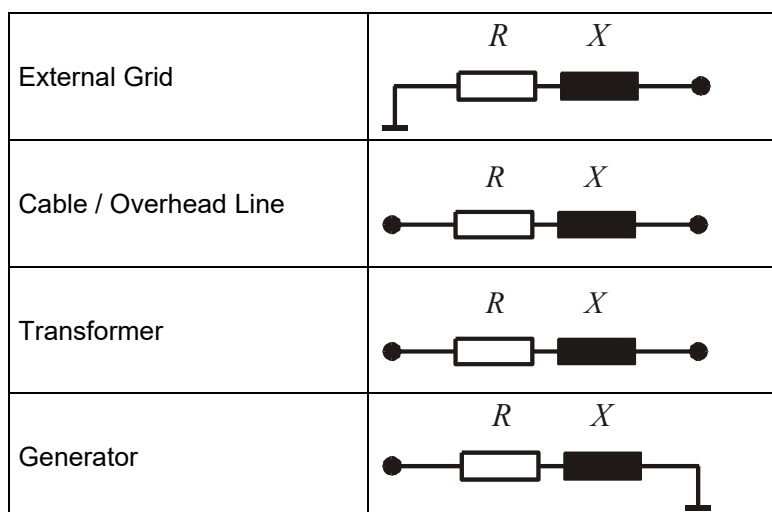 R X
External Grid
R X
Cable / Overhead Line
R X
Transformer
R X
Generator